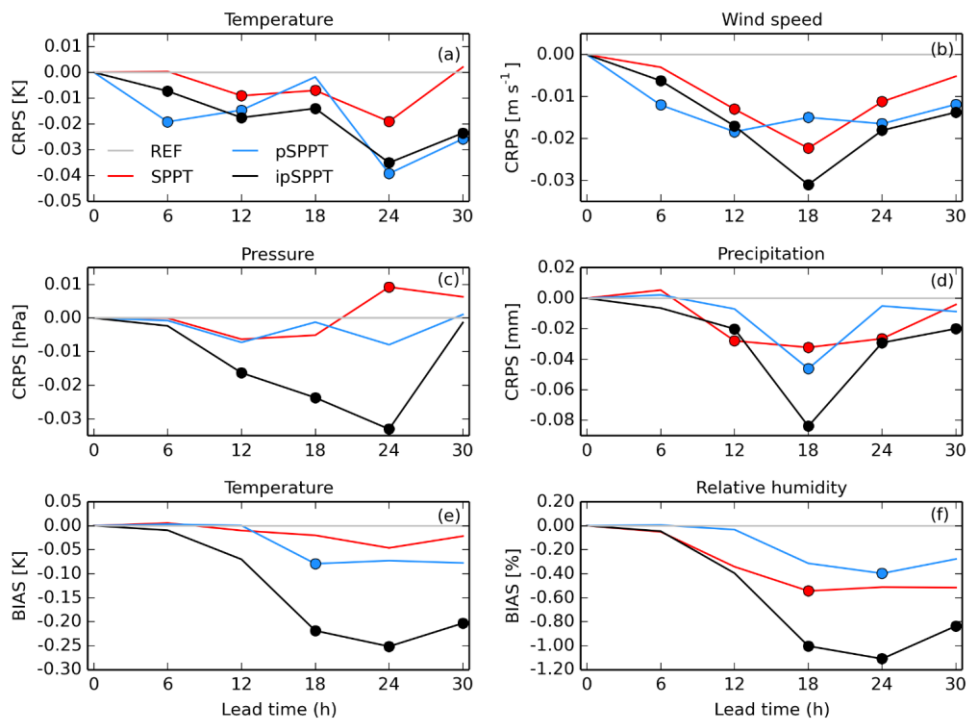 Temperature
(a)
CRPS [K]
0.01
0.00
-0.01
-0.02
-0.03
-0.04
-0.05
REF
SPPT
pSPPT
ipSPPT
0 6 12 18 24 30
Wind speed
(b)
CRPS [m s⁻¹]
0.00
-0.01
-0.02
-0.03
0 6 12 18 24 30
Pressure
(c)
CRPS [hPa]
0.01
0.00
-0.01
-0.02
-0.03
0 6 12 18 24 30
Precipitation
(d)
CRPS [mm]
0.02
0.00
-0.02
-0.04
-0.06
-0.08
0 6 12 18 24 30
Temperature
(e)
BIAS [K]
0.05
0.00
-0.05
-0.10
-0.15
-0.20
-0.25
-0.30
0 6 12 18 24 30
Lead time (h)
Relative humidity
(f)
BIAS [%]
0.20
0.00
-0.20
-0.40
-0.60
-0.80
-1.00
-1.20
0 6 12 18 24 30
Lead time (h)